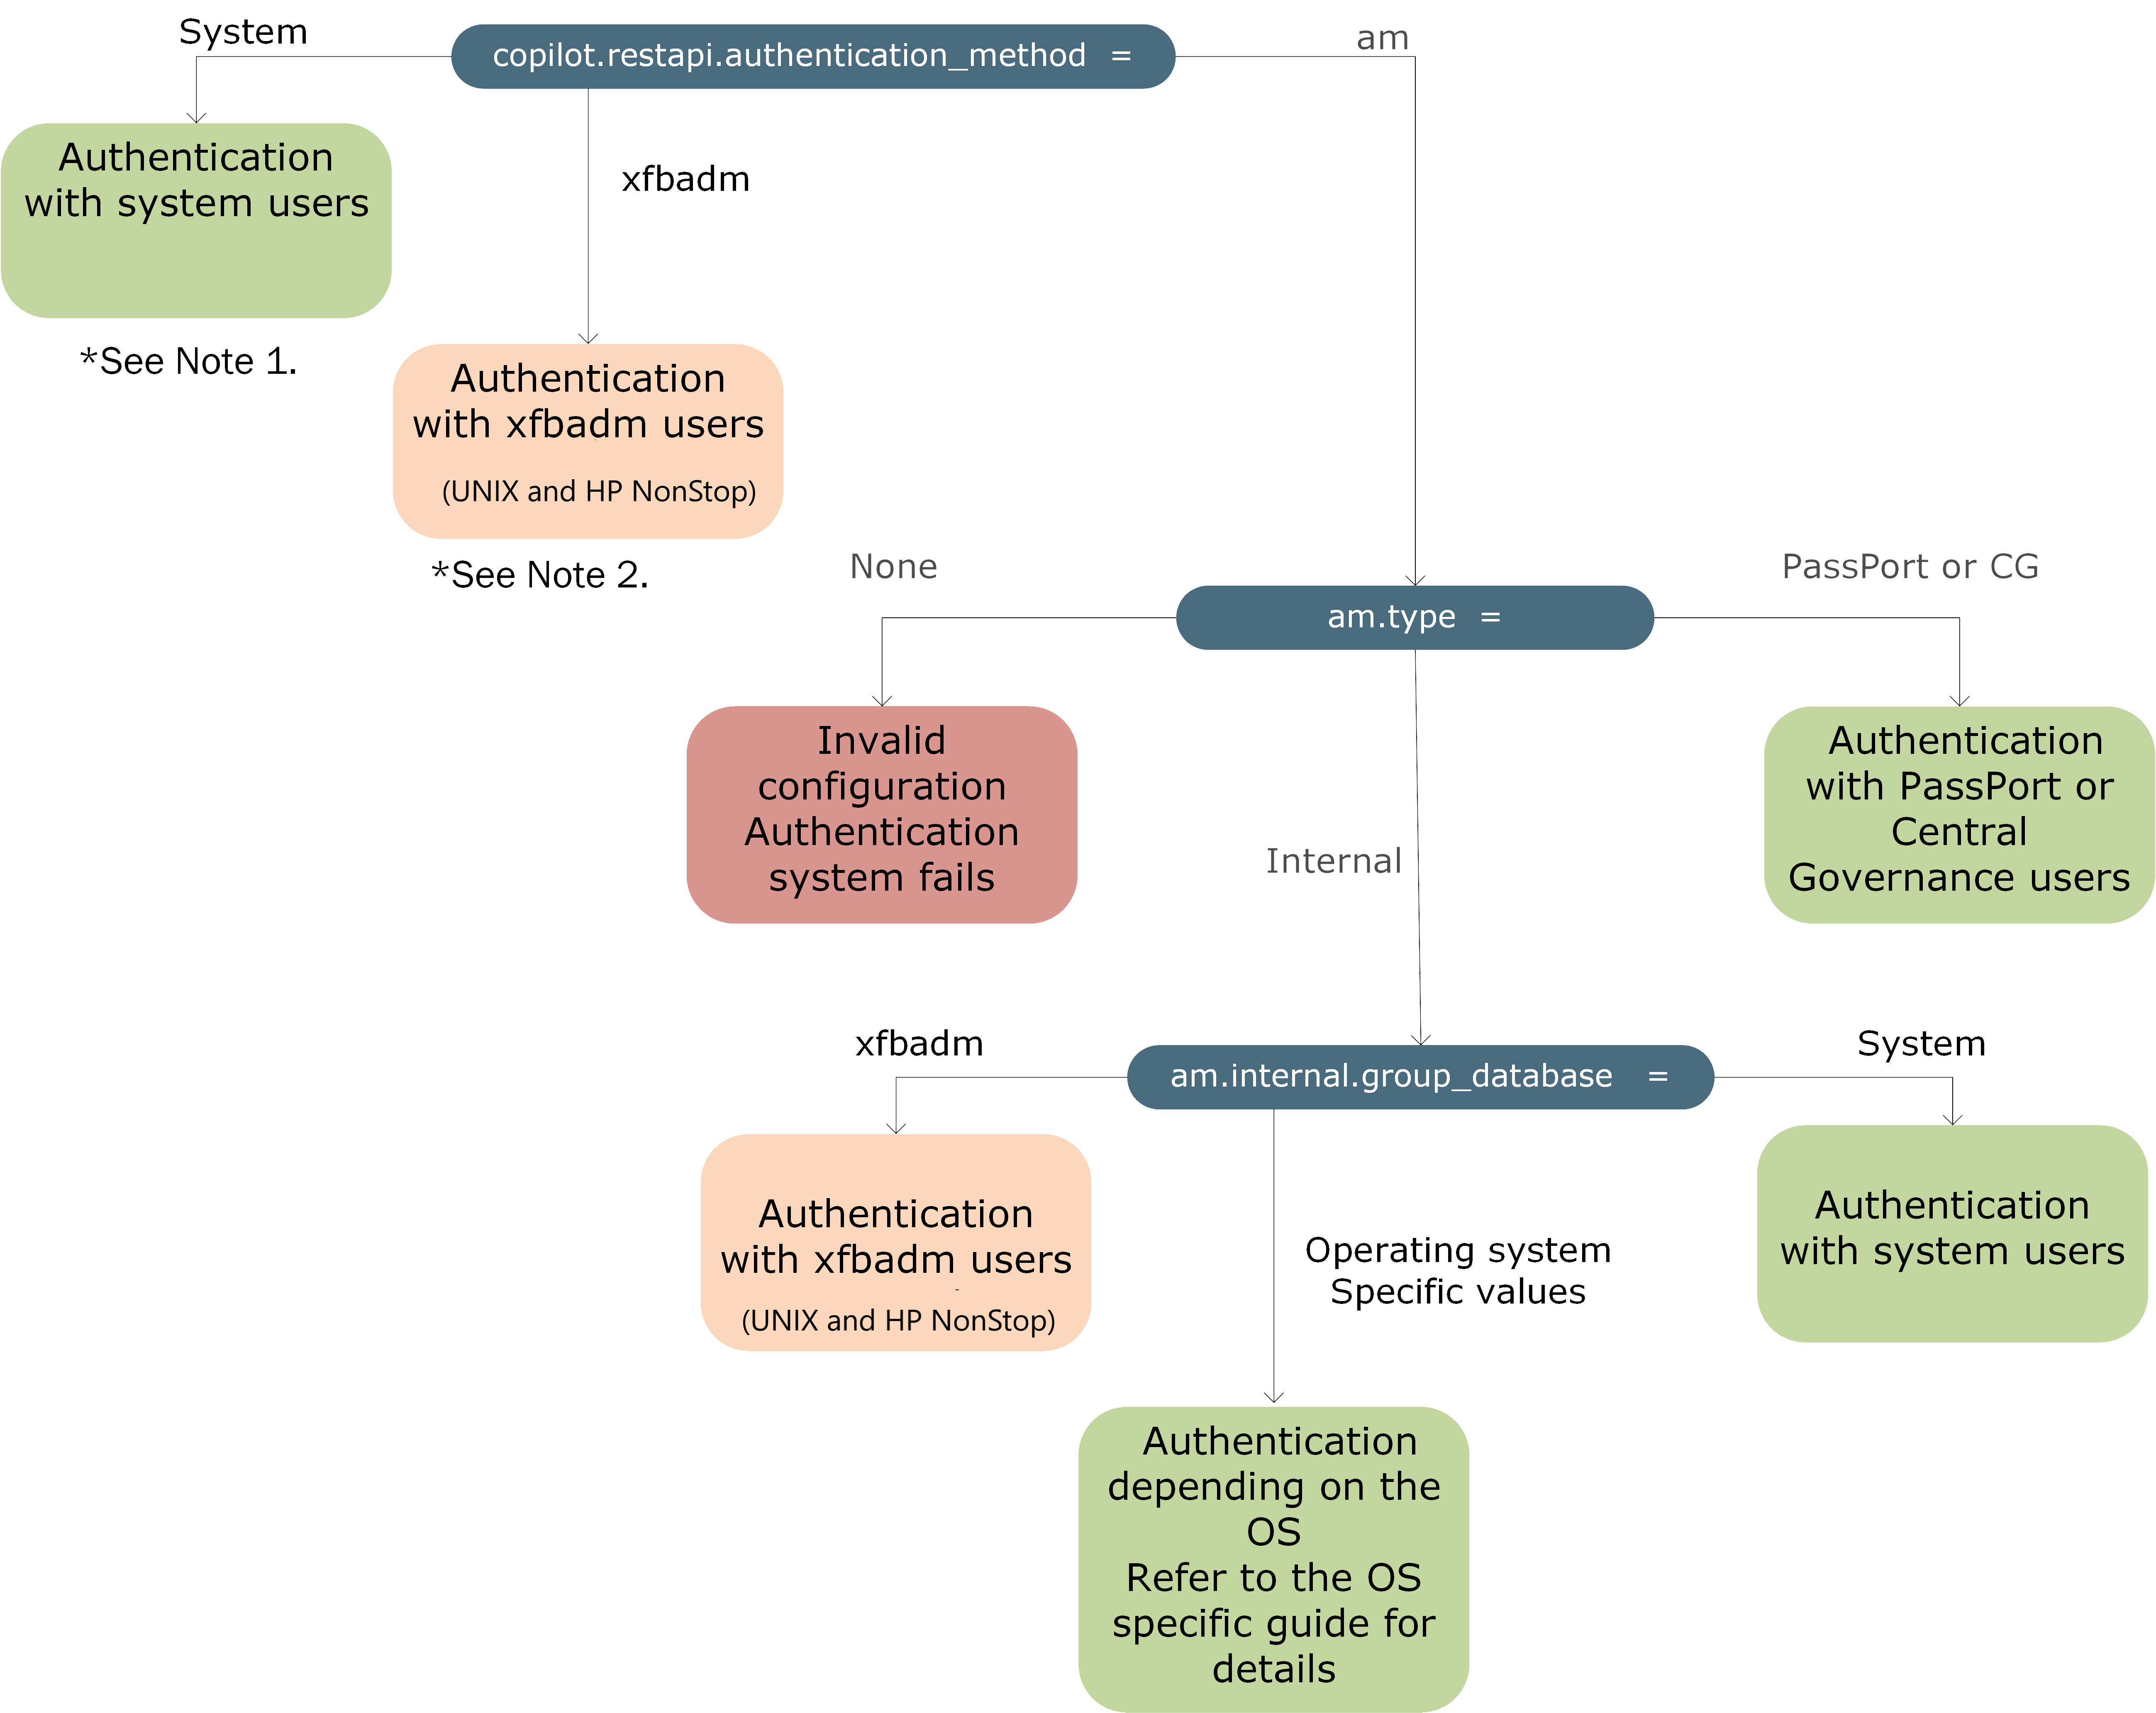 System
copilot.restapi.authentication_method =
am
Authentication
with system users
*See Note 1.
xfbadm
Authentication
with xfbadm users
(UNIX and HP NonStop)
*See Note 2.
None
am.type =
PassPort or CG
Invalid
configuration
Authentication
system fails
Internal
Authentication
with PassPort or
Central
Governance users
xfbadm
am.internal.group_database =
System
Authentication
with xfbadm users
(UNIX and HP NonStop)
Operating system
Specific values
Authentication
with system users
Authentication
depending on the
OS
Refer to the OS
specific guide for
details